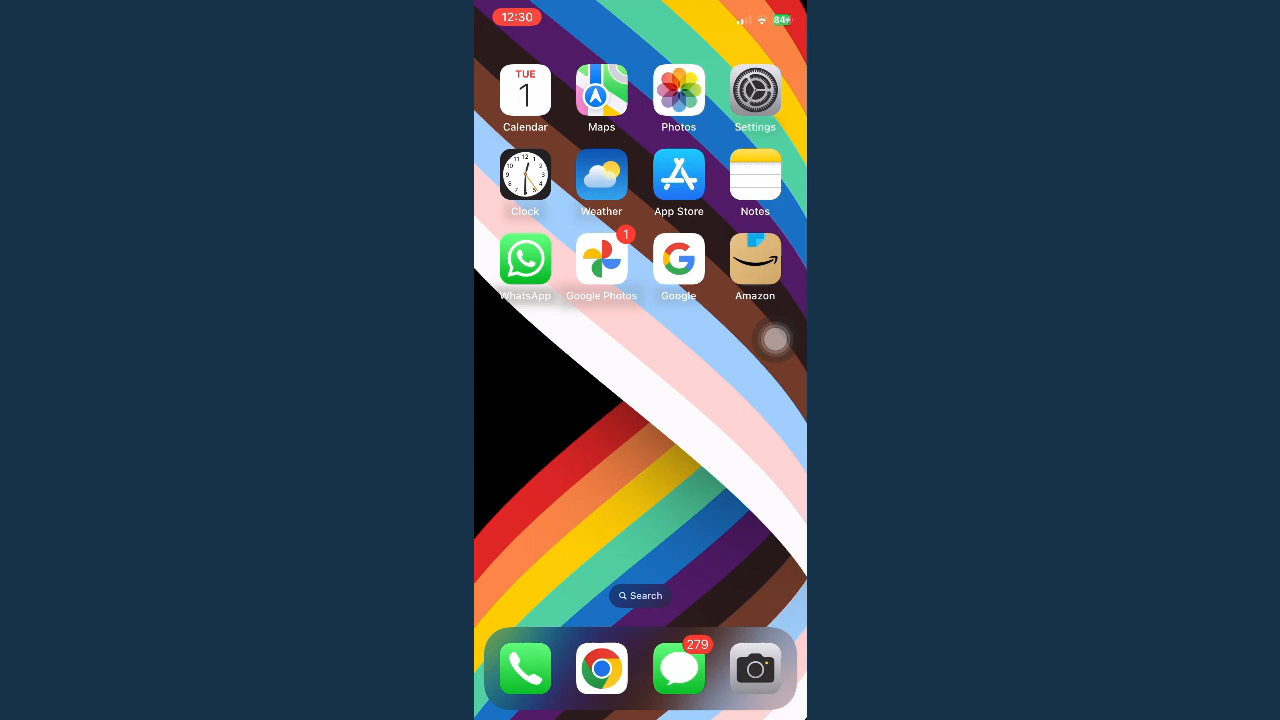 12:30
84
TUE
1
Calendar
Maps
Photos
Settings
Clock
Weather
App Store
Notes
1
WhatsApp
Google Photos
Google
Amazon
Search
279